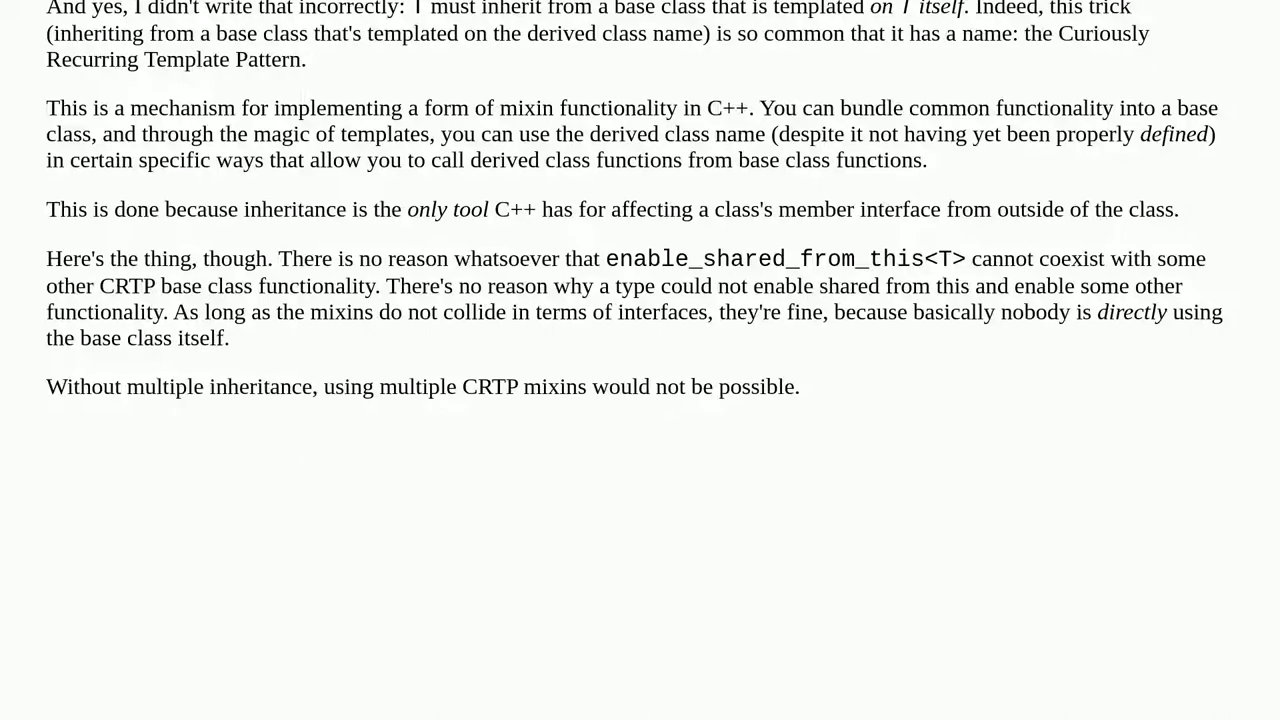 And yes, I didn't write that incorrectly: T must inherit from a base class that is templated on T itself. Indeed, this trick
(inheriting from a base class that's templated on the derived class name) is so common that it has a name: the Curiously
Recurring Template Pattern.
This is a mechanism for implementing a form of mixin functionality in C++. You can bundle common functionality into a base
class, and through the magic of templates, you can use the derived class name (despite it not having yet been properly defined)
in certain specific ways that allow you to call derived class functions from base class functions.
This is done because inheritance is the only tool C++ has for affecting a class's member interface from outside of the class.
Here's the thing, though. There is no reason whatsoever that enable_shared_from_this<T> cannot coexist with some
other CRTP base class functionality. There's no reason why a type could not enable shared from this and enable some other
functionality. As long as the mixins do not collide in terms of interfaces, they're fine, because basically nobody is directly using
the base class itself.
Without multiple inheritance, using multiple CRTP mixins would not be possible.